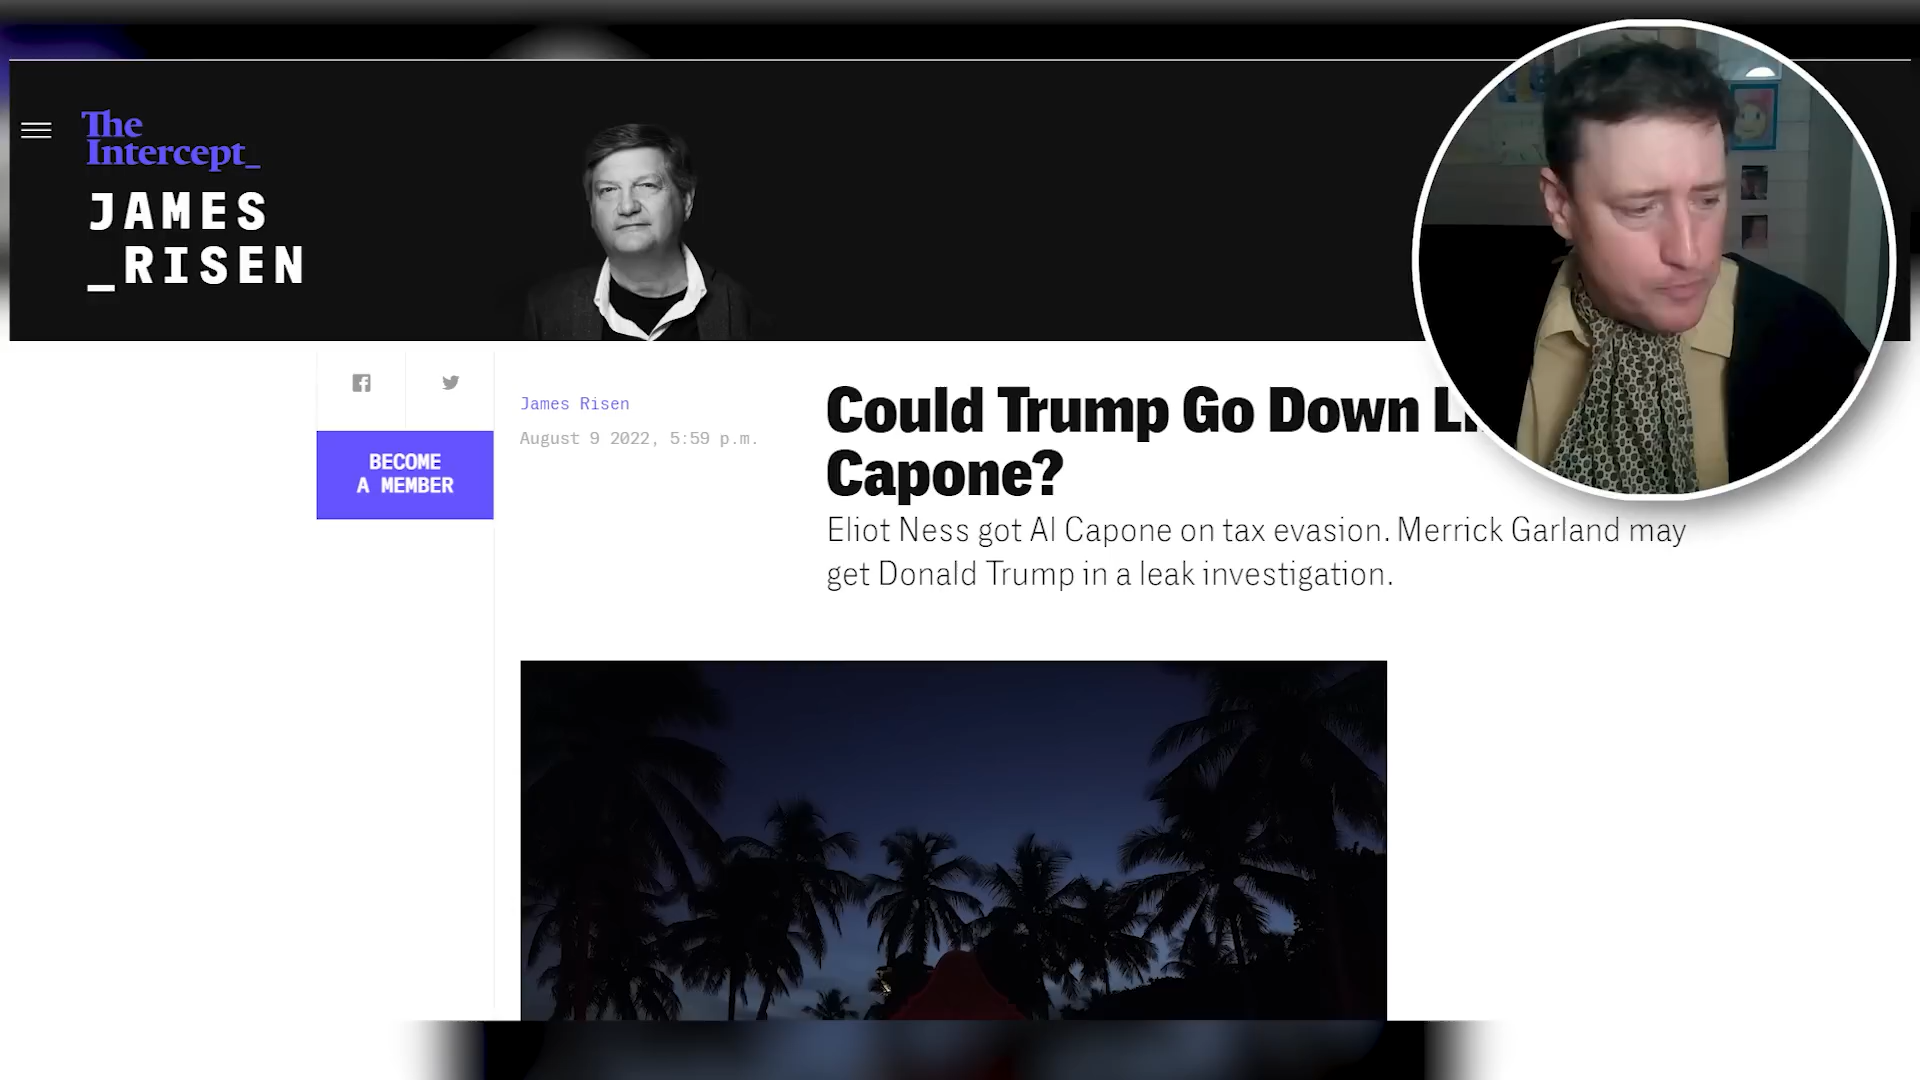 The
Intercept_
JAMES
_RISEN
BECOME
A MEMBER
James Risen
August 9 2022, 5:59 p.m.
Could Trump Go Down
Capone?
Eliot Ness got Al Capone on tax evasion. Merrick Garland may
get Donald Trump in a leak investigation.